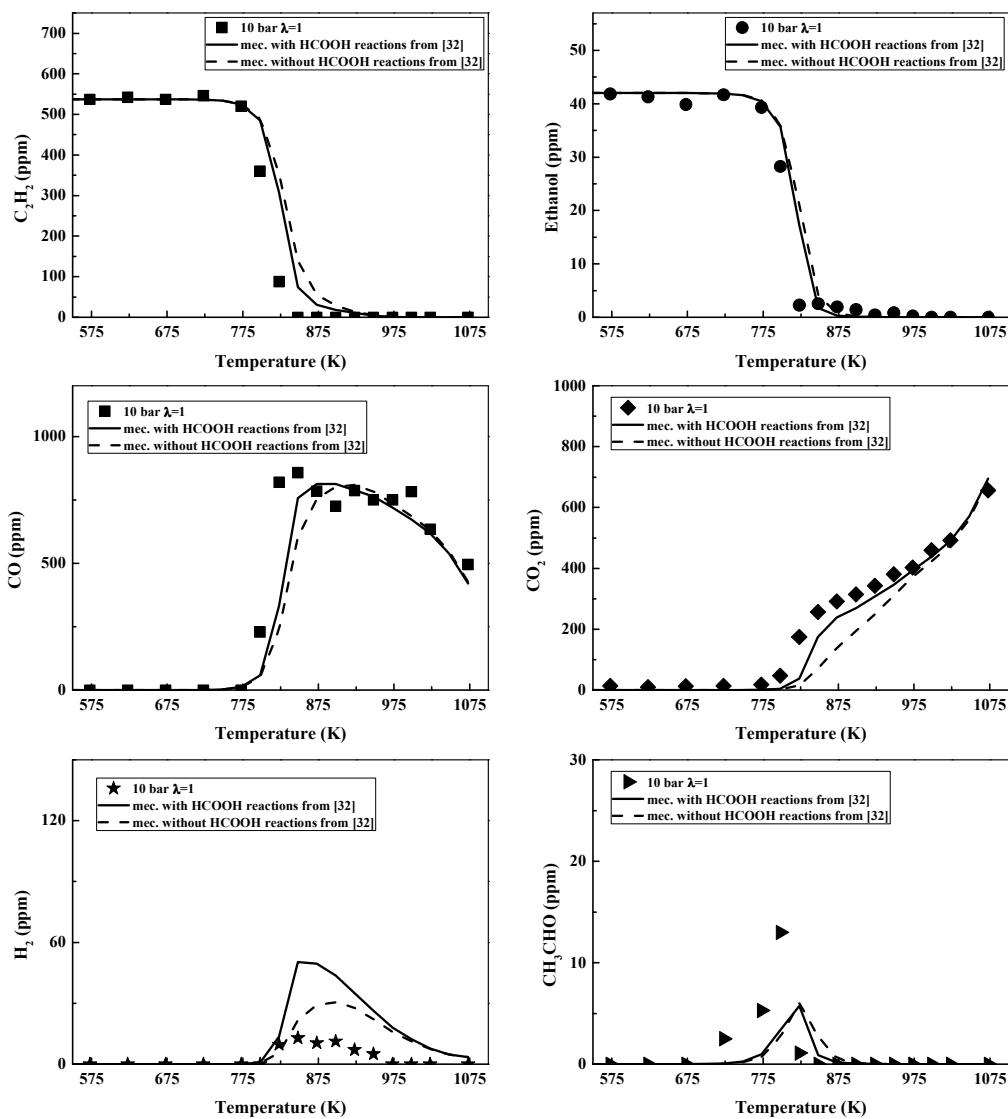 10 bar λ=1
mec. with HCOOH reactions from [32]
mec. without HCOOH reactions from [32]
700
600
500
400
300
200
100
0
C₂H₂ (ppm)
575 675 775 875 975 1075
Temperature (K)
10 bar λ=1
mec. with HCOOH reactions from [32]
mec. without HCOOH reactions from [32]
50
40
30
20
10
0
Ethanol (ppm)
575 675 775 875 975 1075
Temperature (K)
10 bar λ=1
mec. with HCOOH reactions from [32]
mec. without HCOOH reactions from [32]
1000
500
0
CO (ppm)
575 675 775 875 975 1075
Temperature (K)
10 bar λ=1
mec. with HCOOH reactions from [32]
mec. without HCOOH reactions from [32]
1000
800
600
400
200
0
CO₂ (ppm)
575 675 775 875 975 1075
Temperature (K)
10 bar λ=1
mec. with HCOOH reactions from [32]
mec. without HCOOH reactions from [32]
120
60
0
H₂ (ppm)
575 675 775 875 975 1075
Temperature (K)
10 bar λ=1
mec. with HCOOH reactions from [32]
mec. without HCOOH reactions from [32]
30
20
10
0
CH₃CHO (ppm)
575 675 775 875 975 1075
Temperature (K)